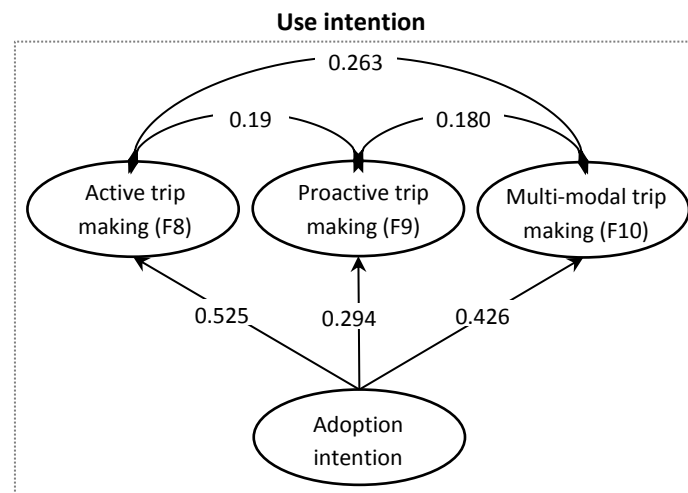 Use intention
0.263
0.19
0.180
Active trip
making (F8)
Proactive trip
making (F9)
Multi-modal trip
making (F10)
0.525
0.294
0.426
Adoption
intention